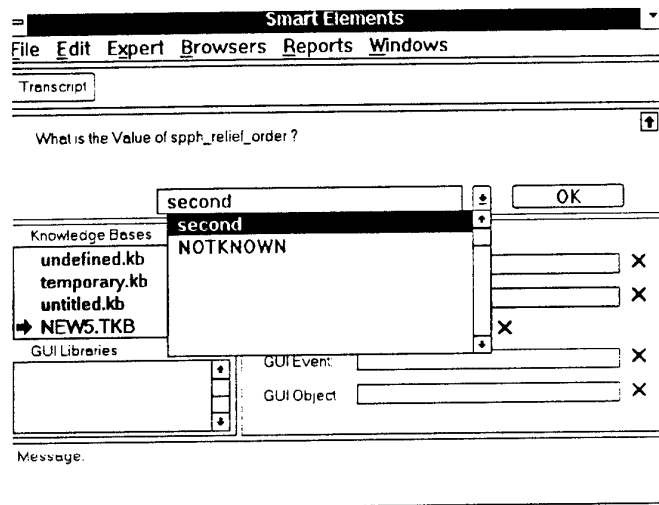 Smart Elements
File Edit Expert Browsers Reports Windows
Transcript
What is the Value of spph_relief_order ?
second
OK
second
NOTKNOWN
Knowledge Bases
undefined.kb
temporary.kb
untitled.kb
NEW5.TKB
GUI Libraries
GUI Event:
GUI Object
Message: